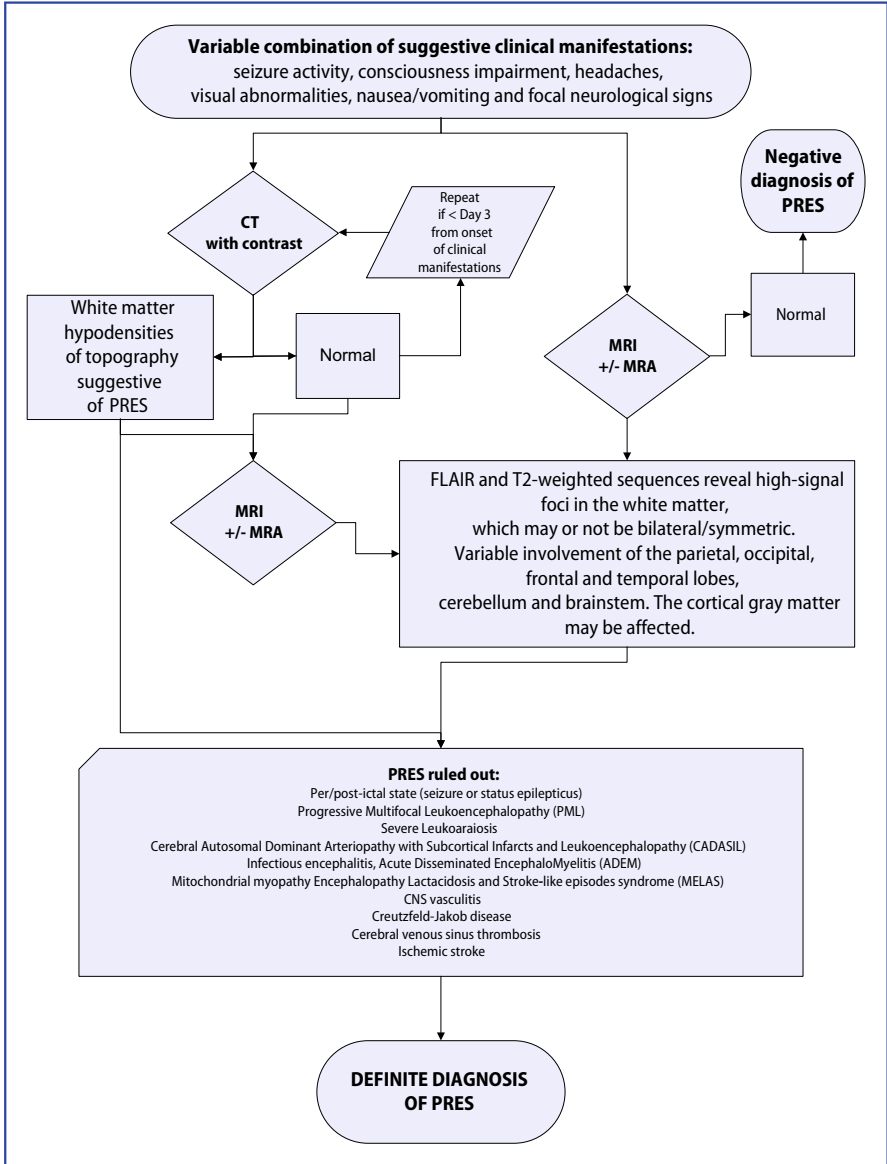 Variable combination of suggestive clinical manifestations:
seizure activity, consciousness impairment, headaches,
visual abnormalities, nausea/vomiting and focal neurological signs
Negative
diagnosis of
PRES
CT
with contrast
Repeat
if < Day 3
from onset
of clinical
manifestations
White matter
hypodensities
of topography
suggestive
of PRES
Normal
MRI
+/- MRA
Normal
MRI
+/- MRA
FLAIR and T2-weighted sequences reveal high-signal
foci in the white matter,
which may or not be bilateral/symmetric.
Variable involvement of the parietal, occipital,
frontal and temporal lobes,
cerebellum and brainstem. The cortical gray matter
may be affected.
PRES ruled out:
Per/post-ictal state (seizure or status epilepticus)
Progressive Multifocal Leukoencephalopathy (PML)
Severe Leukoaraiosis
Cerebral Autosomal Dominant Arteriopathy with Subcortical Infarcts and Leukoencephalopathy (CADASIL)
Infectious encephalitis, Acute Disseminated EncephaloMyelitis (ADEM)
Mitochondrial myopathy Encephalopathy Lactacidosis and Stroke-like episodes syndrome (MELAS)
CNS vasculitis
Creutzfeld-Jakob disease
Cerebral venous sinus thrombosis
Ischemic stroke
DEFINITE DIAGNOSIS
OF PRES